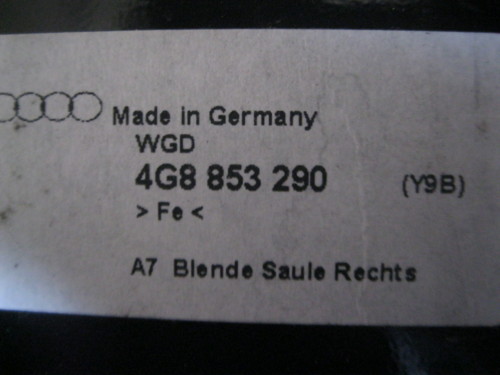 Made in Germany
WGD
4G8 853 290 (Y9B)
> Fe <
A7 Blende Saule Rechts